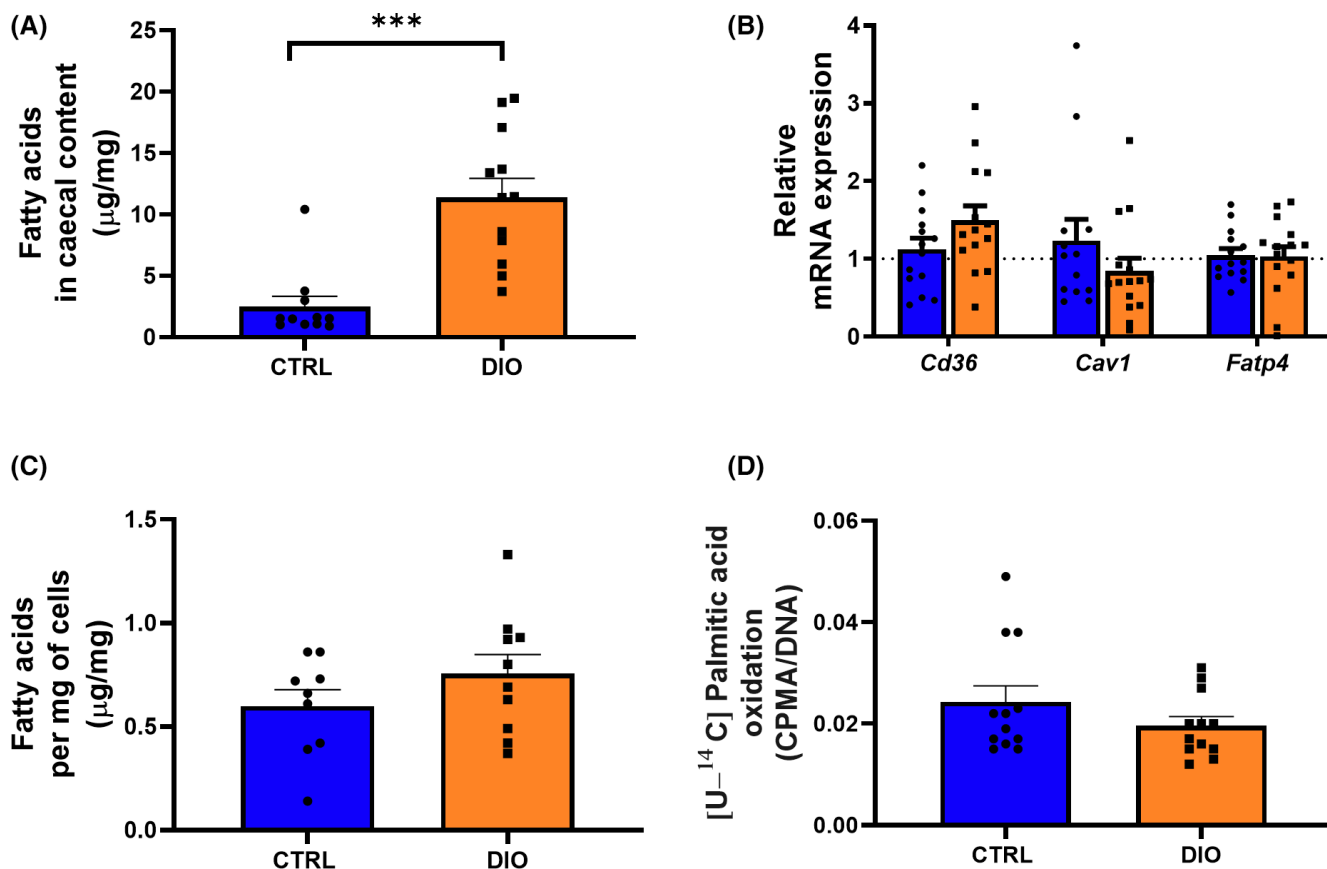 (A)
Fatty acids
in caecal content
(μg/mg)
25
20
15
10
5
0
***
CTRL
DIO
(B)
Relative
mRNA expression
4
3
2
1
0
Cd36
Cav1
Fatp4
(C)
Fatty acids
per mg of cells
(μg/mg)
1.5
1.0
0.5
0.0
CTRL
DIO
(D)
[U–¹⁴ C] Palmitic acid
oxidation
(CPMA/DNA)
0.06
0.04
0.02
0.00
CTRL
DIO